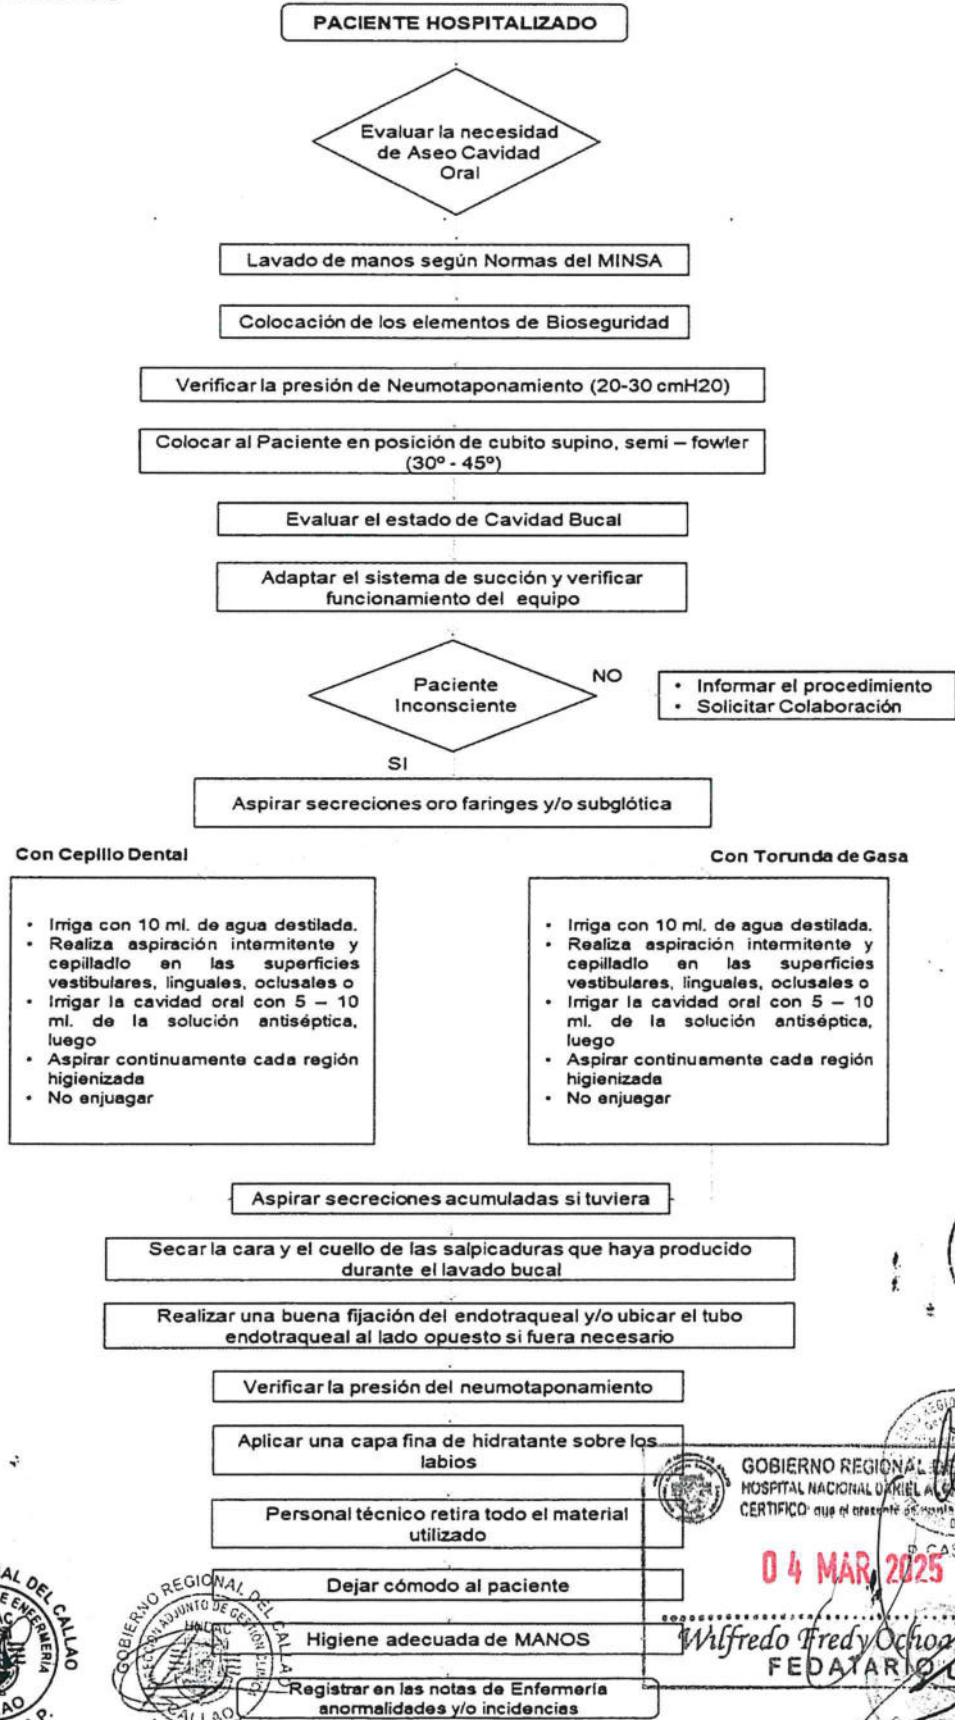 PACIENTE HOSPITALIZADO
Evaluar la necesidad
de Aseo Cavidad
Oral
Lavado de manos según Normas del MINSA
Colocación de los elementos de Bioseguridad
Verificar la presión de Neumotaponamiento (20-30 cmH20)
Colocar al Paciente en posición de cubito supino, semi – fowler
(30º - 45º)
Evaluar el estado de Cavidad Bucal
Adaptar el sistema de succión y verificar
funcionamiento del equipo
Paciente
Inconsciente
NO
• Informar el procedimiento
• Solicitar Colaboración
SI
Aspirar secreciones oro faringes y/o subglótica
Con Cepillo Dental
• Irriga con 10 ml. de agua destilada.
• Realiza aspiración intermitente y
cepilladlo en las superficies
vestibulares, linguales, oclusales o
• Irrigar la cavidad oral con 5 – 10
ml. de la solución antiséptica,
luego
• Aspirar continuamente cada región
higienizada
• No enjuagar
Con Torunda de Gasa
• Irriga con 10 ml. de agua destilada.
• Realiza aspiración intermitente y
cepilladlo en las superficies
vestibulares, linguales, oclusales o
• Irrigar la cavidad oral con 5 – 10
ml. de la solución antiséptica,
luego
• Aspirar continuamente cada región
higienizada
• No enjuagar
Aspirar secreciones acumuladas si tuviera
Secar la cara y el cuello de las salpicaduras que haya producido
durante el lavado bucal
Realizar una buena fijación del endotraqueal y/o ubicar el tubo
endotraqueal al lado opuesto si fuera necesario
Verificar la presión del neumotaponamiento
Aplicar una capa fina de hidratante sobre los
labios
Personal técnico retira todo el material
utilizado
Dejar cómodo al paciente
Higiene adecuada de MANOS
Registrar en las notas de Enfermería
anormalidades y/o incidencias
GOBIERNO REGIONAL
HOSPITAL NACIONAL
CERTIFICO: que el presente
04 MAR 2025
Wilfredo Fredy Ochoa
FEDATARIO
GOBIERNO REGIONAL DEL CALLAO
HNDAC
DEL CALLAO
ENFERMERÍA